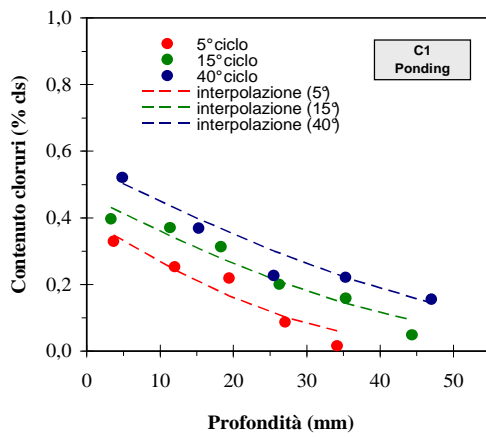 1,0
0,8
0,6
0,4
0,2
0,0
Contenuto cloruri (% cls)
5° ciclo
15° ciclo
40° ciclo
interpolazione (5°)
interpolazione (15°)
interpolazione (40°)
C1
Ponding
0 10 20 30 40 50
Profondità (mm)